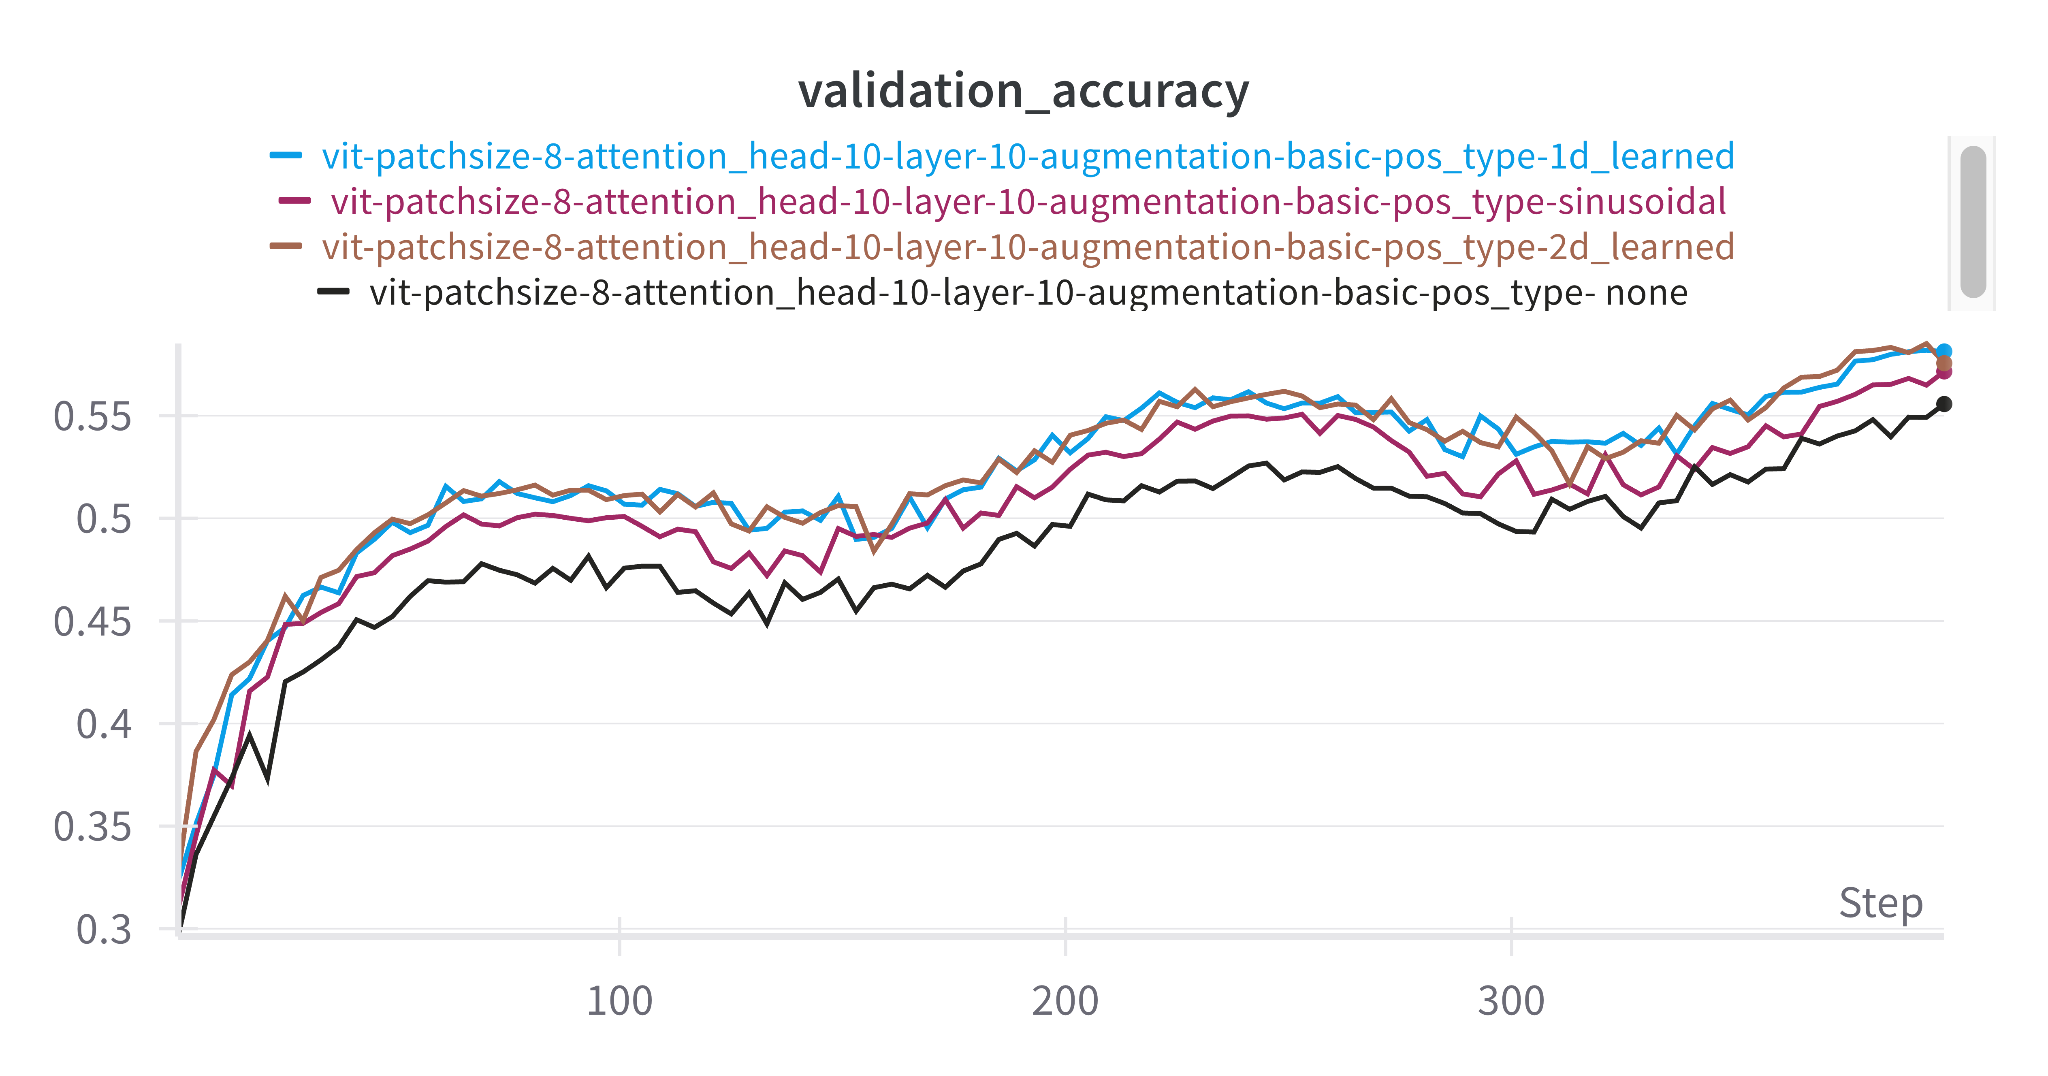 validation_accuracy
vit-patchsize-8-attention_head-10-layer-10-augmentation-basic-pos_type-1d_learned
vit-patchsize-8-attention_head-10-layer-10-augmentation-basic-pos_type-sinusoidal
vit-patchsize-8-attention_head-10-layer-10-augmentation-basic-pos_type-2d_learned
vit-patchsize-8-attention_head-10-layer-10-augmentation-basic-pos_type- none
0.55
0.5
0.45
0.4
0.35
0.3
Step
100
200
300